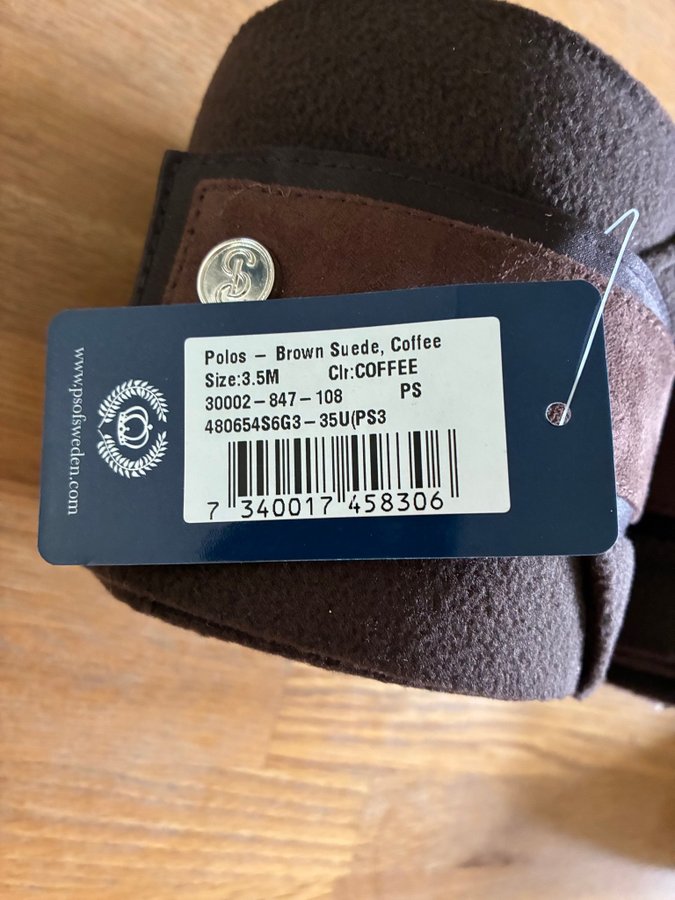 Polos – Brown Suede, Coffee
Size:3.5M Clr:COFFEE
30002-847-108 PS
480654S6G3-35U(PS3
7 340017 458306
www.psofsweden.com